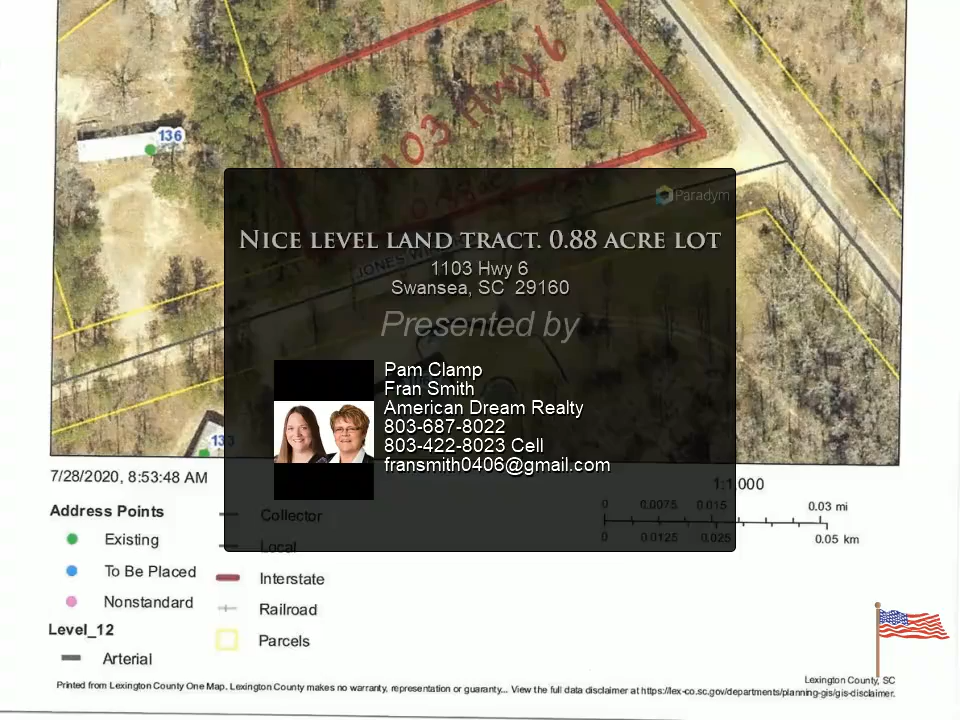 1103 Hwy 6
136
Paradym
NICE LEVEL LAND TRACT. 0.88 ACRE LOT
1103 Hwy 6
Swansea, SC 29160
Presented by
Pam Clamp
Fran Smith
American Dream Realty
803-687-8022
803-422-8023 Cell
fransmith0406@gmail.com
7/28/2020, 8:53:48 AM
1:1,000
Address Points
Existing
To Be Placed
Nonstandard
Level_12
Arterial
Collector
Local
Interstate
Railroad
Parcels
0 0.0075 0.015 0.03 mi
0 0.0125 0.025 0.05 km
Lexington County, SC
Printed from Lexington County One Map. Lexington County makes no warranty, representation or guaranty... View the full data disclaimer at https://lex-co.sc.gov/departments/planning-gis/gis-disclaimer.